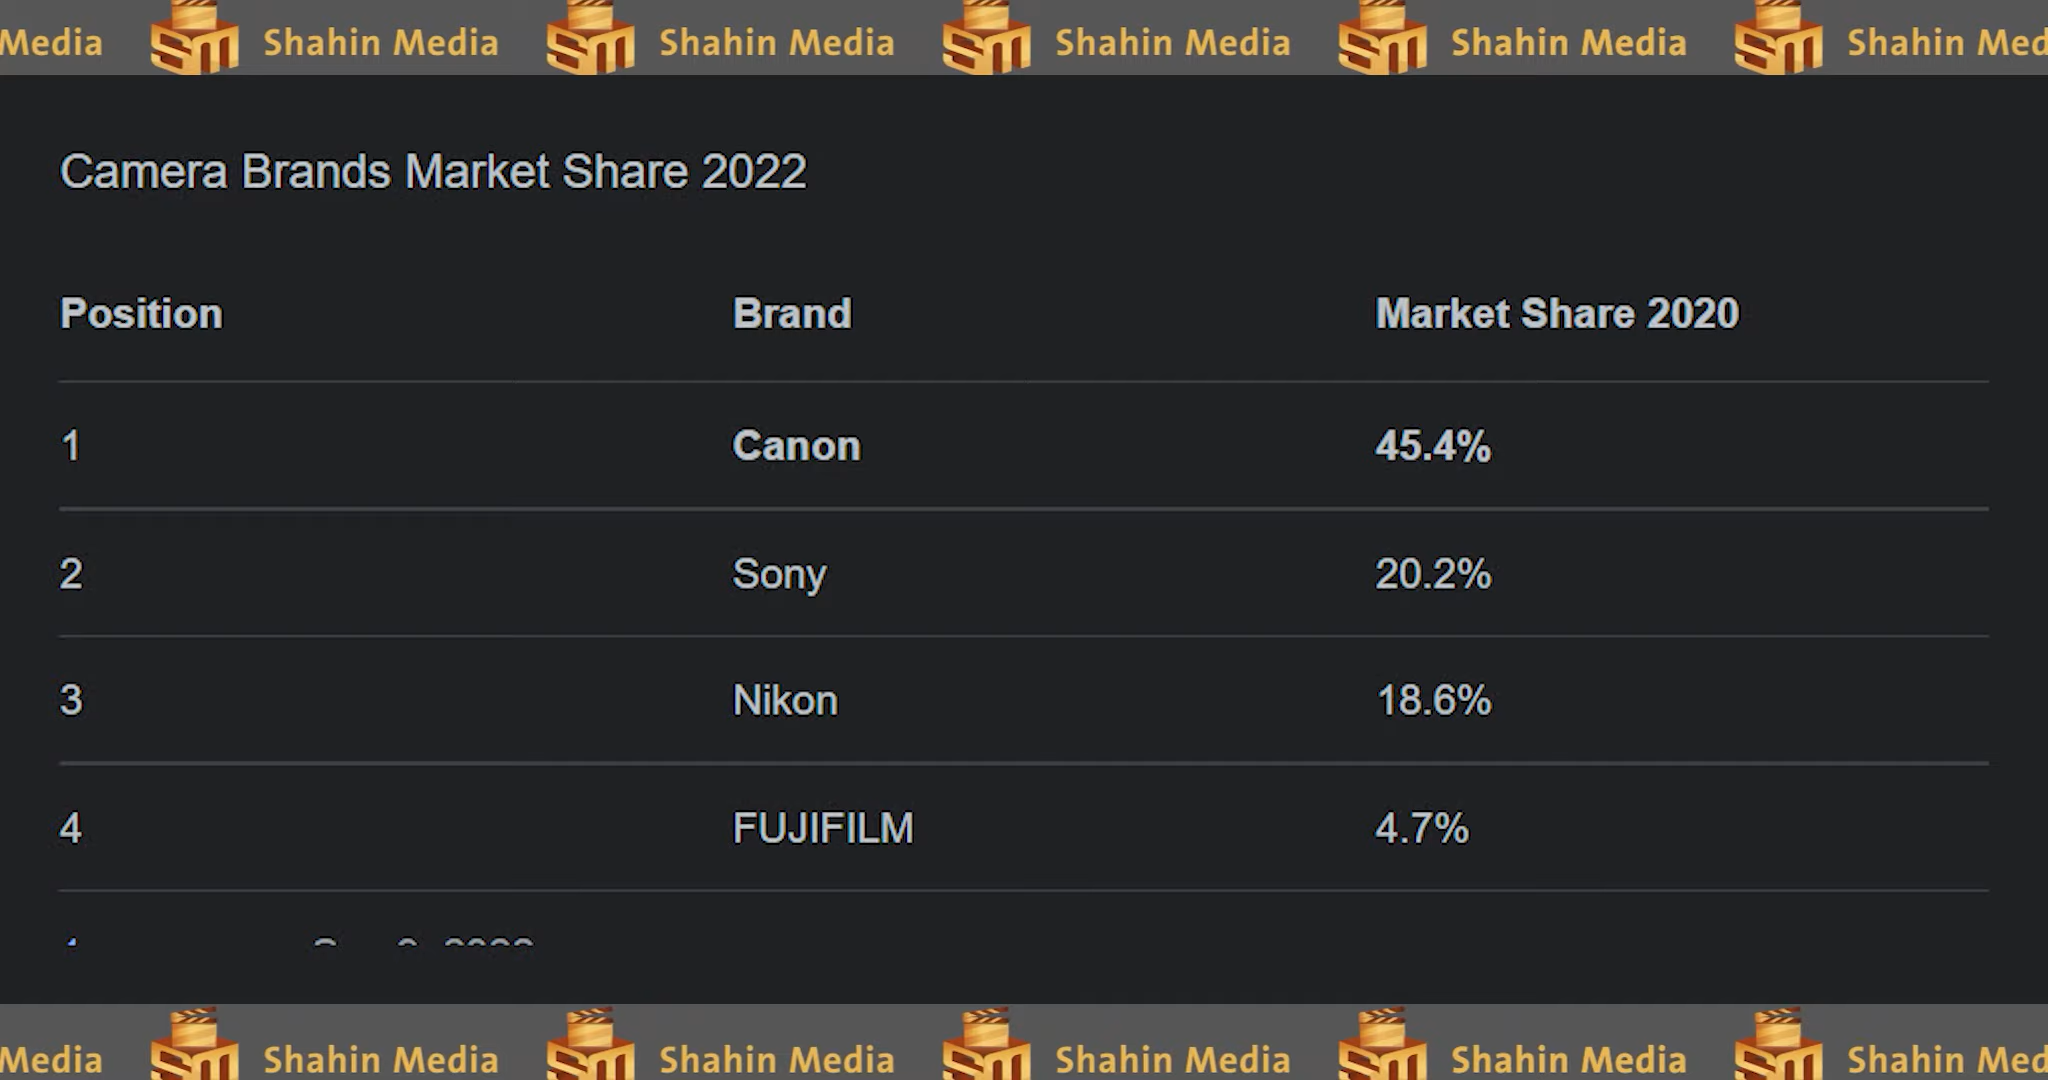 Media Shahin Media Shahin Media Shahin Media Shahin Media Shahin Med
Camera Brands Market Share 2022
Position Brand Market Share 2020
1 Canon 45.4%
2 Sony 20.2%
3 Nikon 18.6%
4 FUJIFILM 4.7%
Media Shahin Media Shahin Media Shahin Media Shahin Media Shahin Med